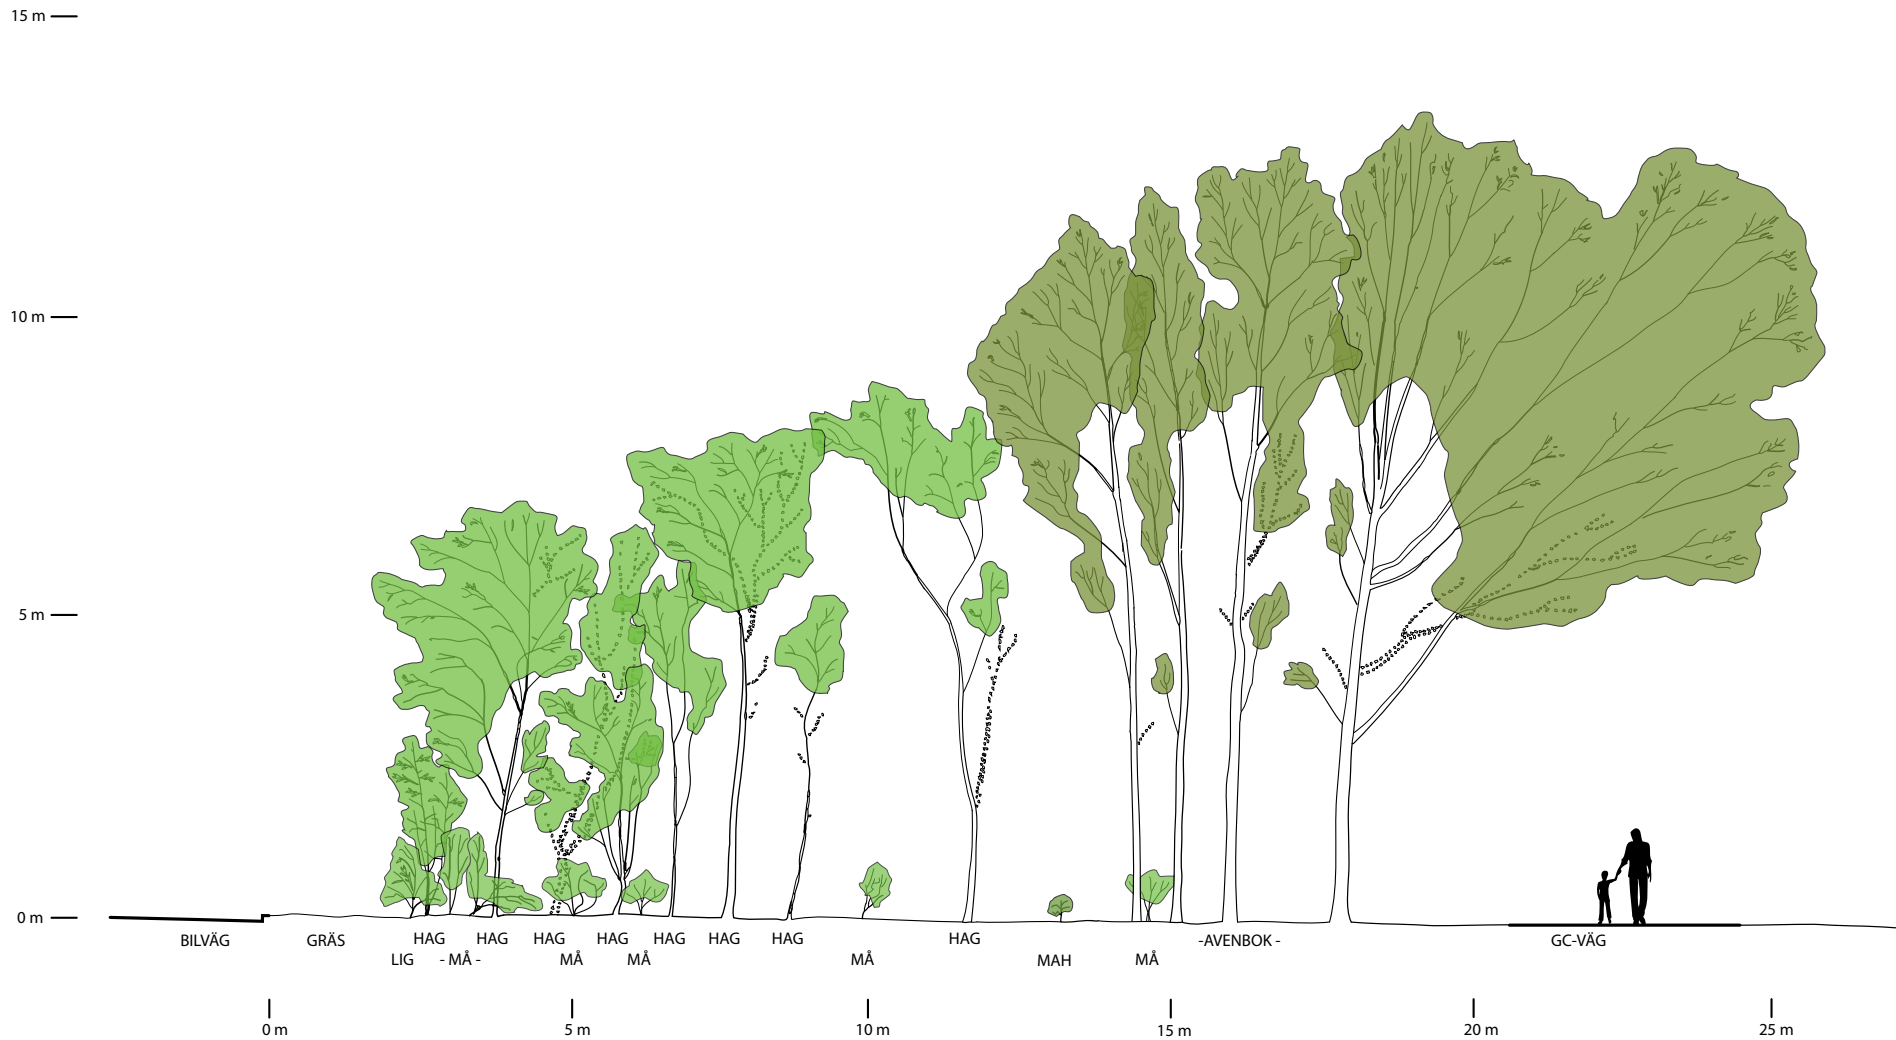 15 m
10 m
5 m
0 m
BILVÄG GRÄS HAG HAG HAG HAG HAG HAG HAG HAG -AVENBOK - GC-VÄG
LIG - MÅ - MÅ MÅ MÅ MAH MÅ
0 m 5 m 10 m 15 m 20 m 25 m